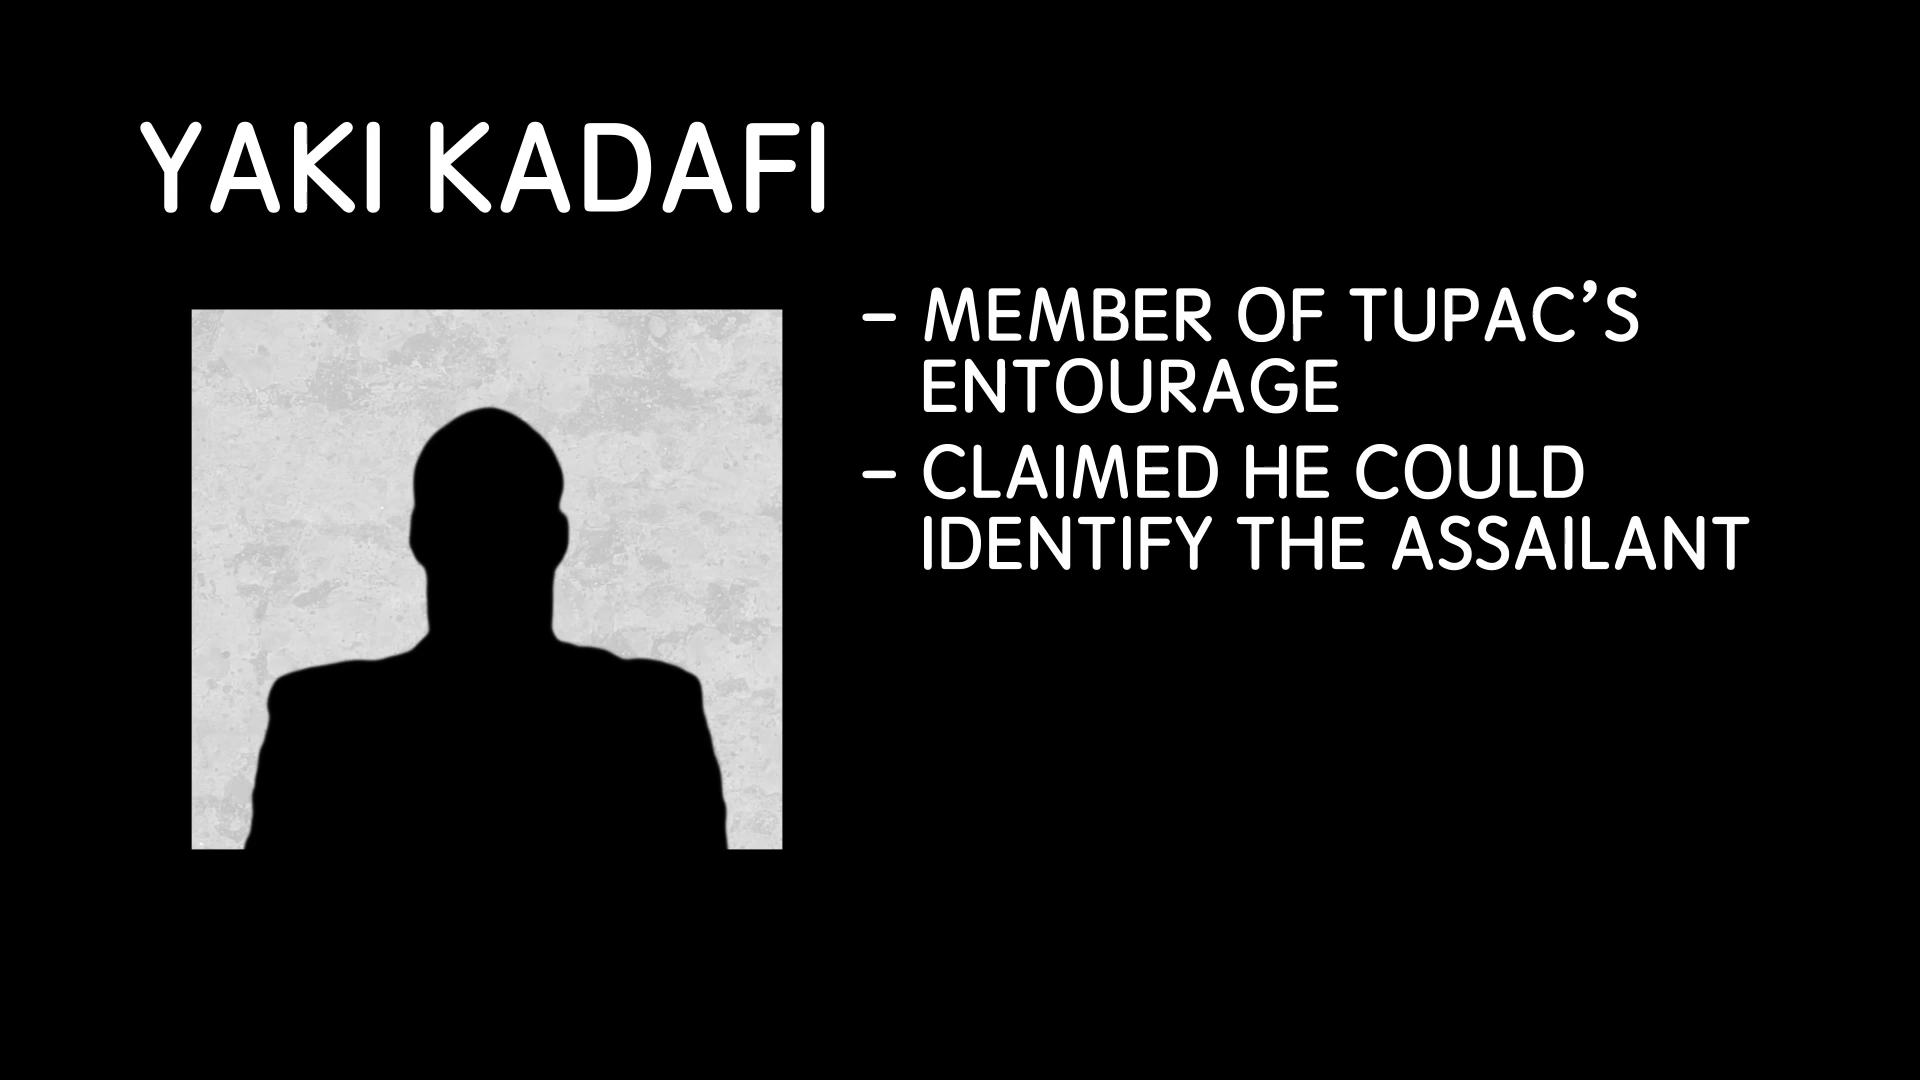 YAKI KADAFI
– MEMBER OF TUPAC’S
ENTOURAGE
– CLAIMED HE COULD
IDENTIFY THE ASSAILANT